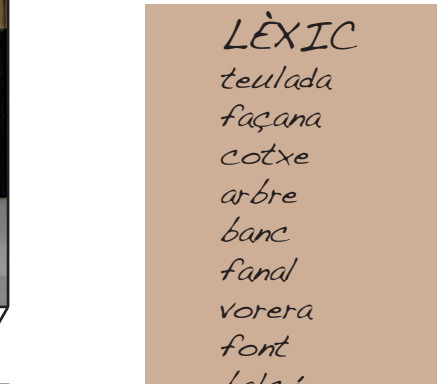 LÈXIC
teulada
façana
cotxe
arbre
banc
fanal
vorera
font